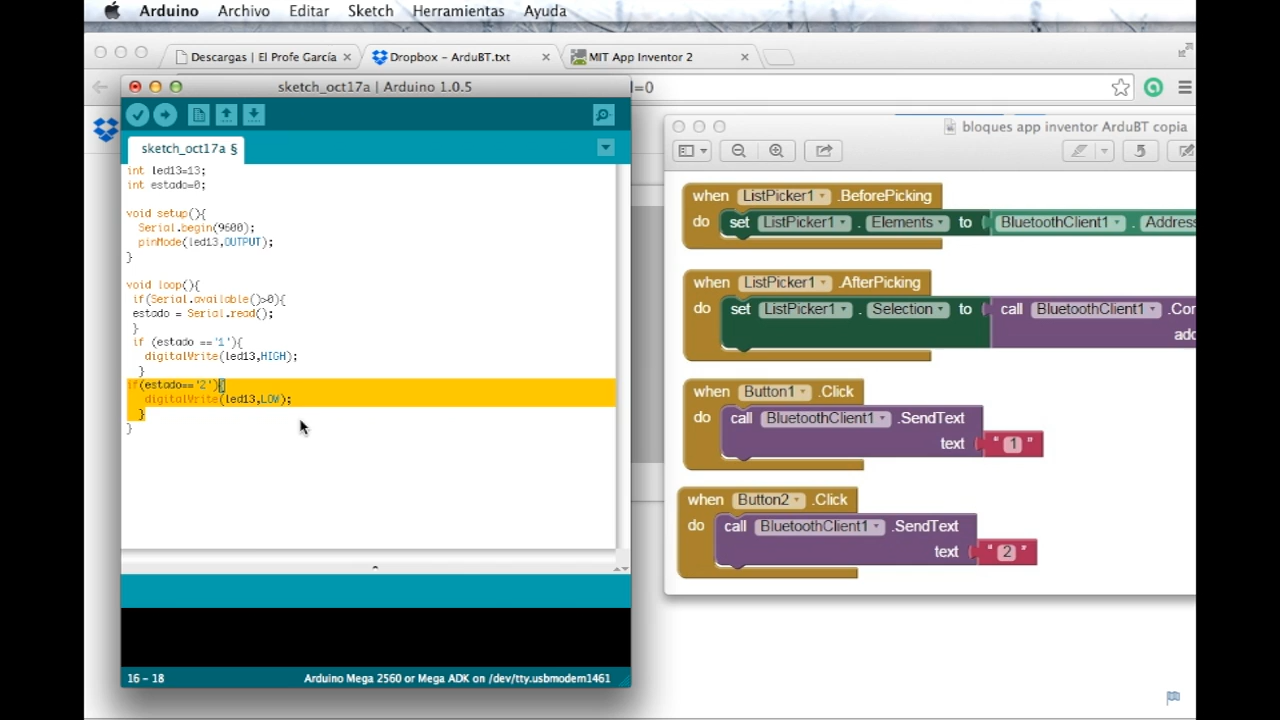 Arduino Archivo Editar Sketch Herramientas Ayuda
Descargas | El Profe García
Dropbox - ArduBT.txt
MIT App Inventor 2
l=0
sketch_oct17a | Arduino 1.0.5
sketch_oct17a §
int led13=13;
int estado=0;
void setup(){
Serial.begin(9600);
pinMode(led13,OUTPUT);
}
void loop(){
if(Serial.available()>0){
estado = Serial.read();
}
if (estado =='1'){
digitalWrite(led13,HIGH);
}
if(estado=='2'){
digitalWrite(led13,LOW);
}
}
16 - 18
Arduino Mega 2560 or Mega ADK on /dev/tty.usbmodem1461
bloques app inventor ArduBT copia
when ListPicker1 .BeforePicking
do set ListPicker1 . Elements to BluetoothClient1 . Address
when ListPicker1 .AfterPicking
do set ListPicker1 . Selection to call BluetoothClient1 .Con
add
when Button1 .Click
do call BluetoothClient1 .SendText
text " 1 "
when Button2 .Click
do call BluetoothClient1 .SendText
text " 2 "